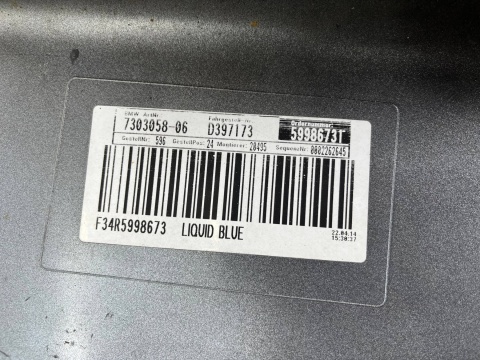 BMW ArtNr Fahrgestell-Nr. Ordernummer:
7303058-06 D397173 59986731
GestellNr: 596 GestellPos: 24 Montierer: 20495 SequenzNr: 0002262645
F34R5998673 LIQUID BLUE
22.04.14
15:30:37